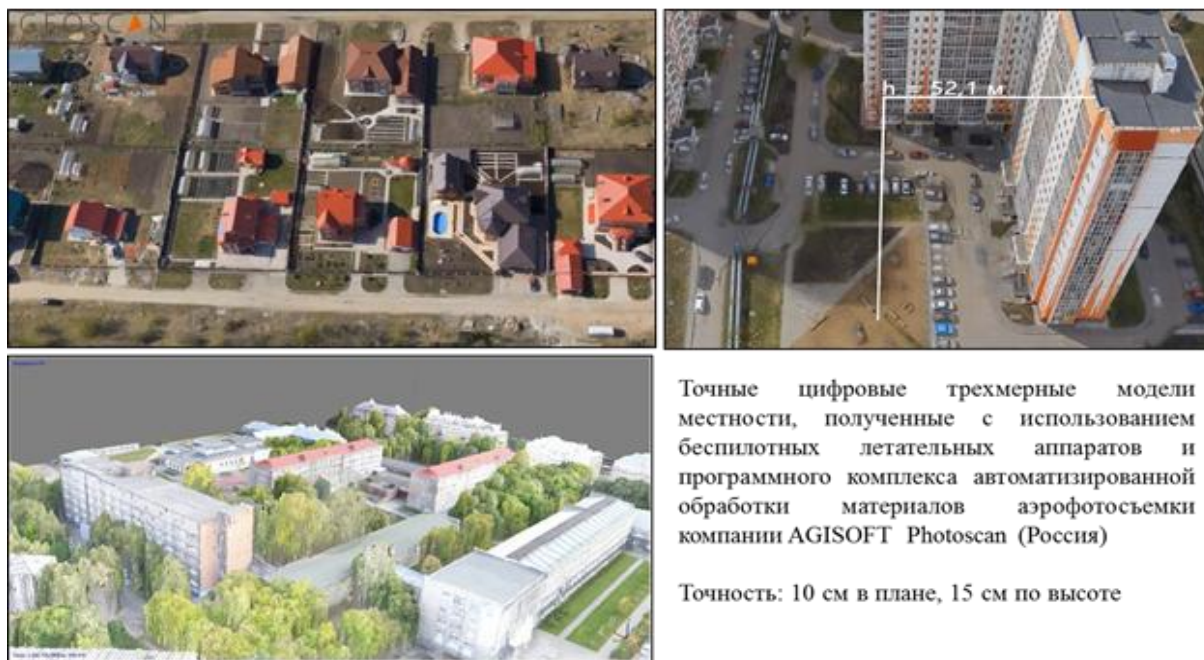 GEOSCAN
h = 52,1 м
Точные цифровые трехмерные модели
местности, полученные с использованием
беспилотных летательных аппаратов и
программного комплекса автоматизированной
обработки материалов аэрофотосъемки
компании AGISOFT Photoscan (Россия)
Точность: 10 см в плане, 15 см по высоте